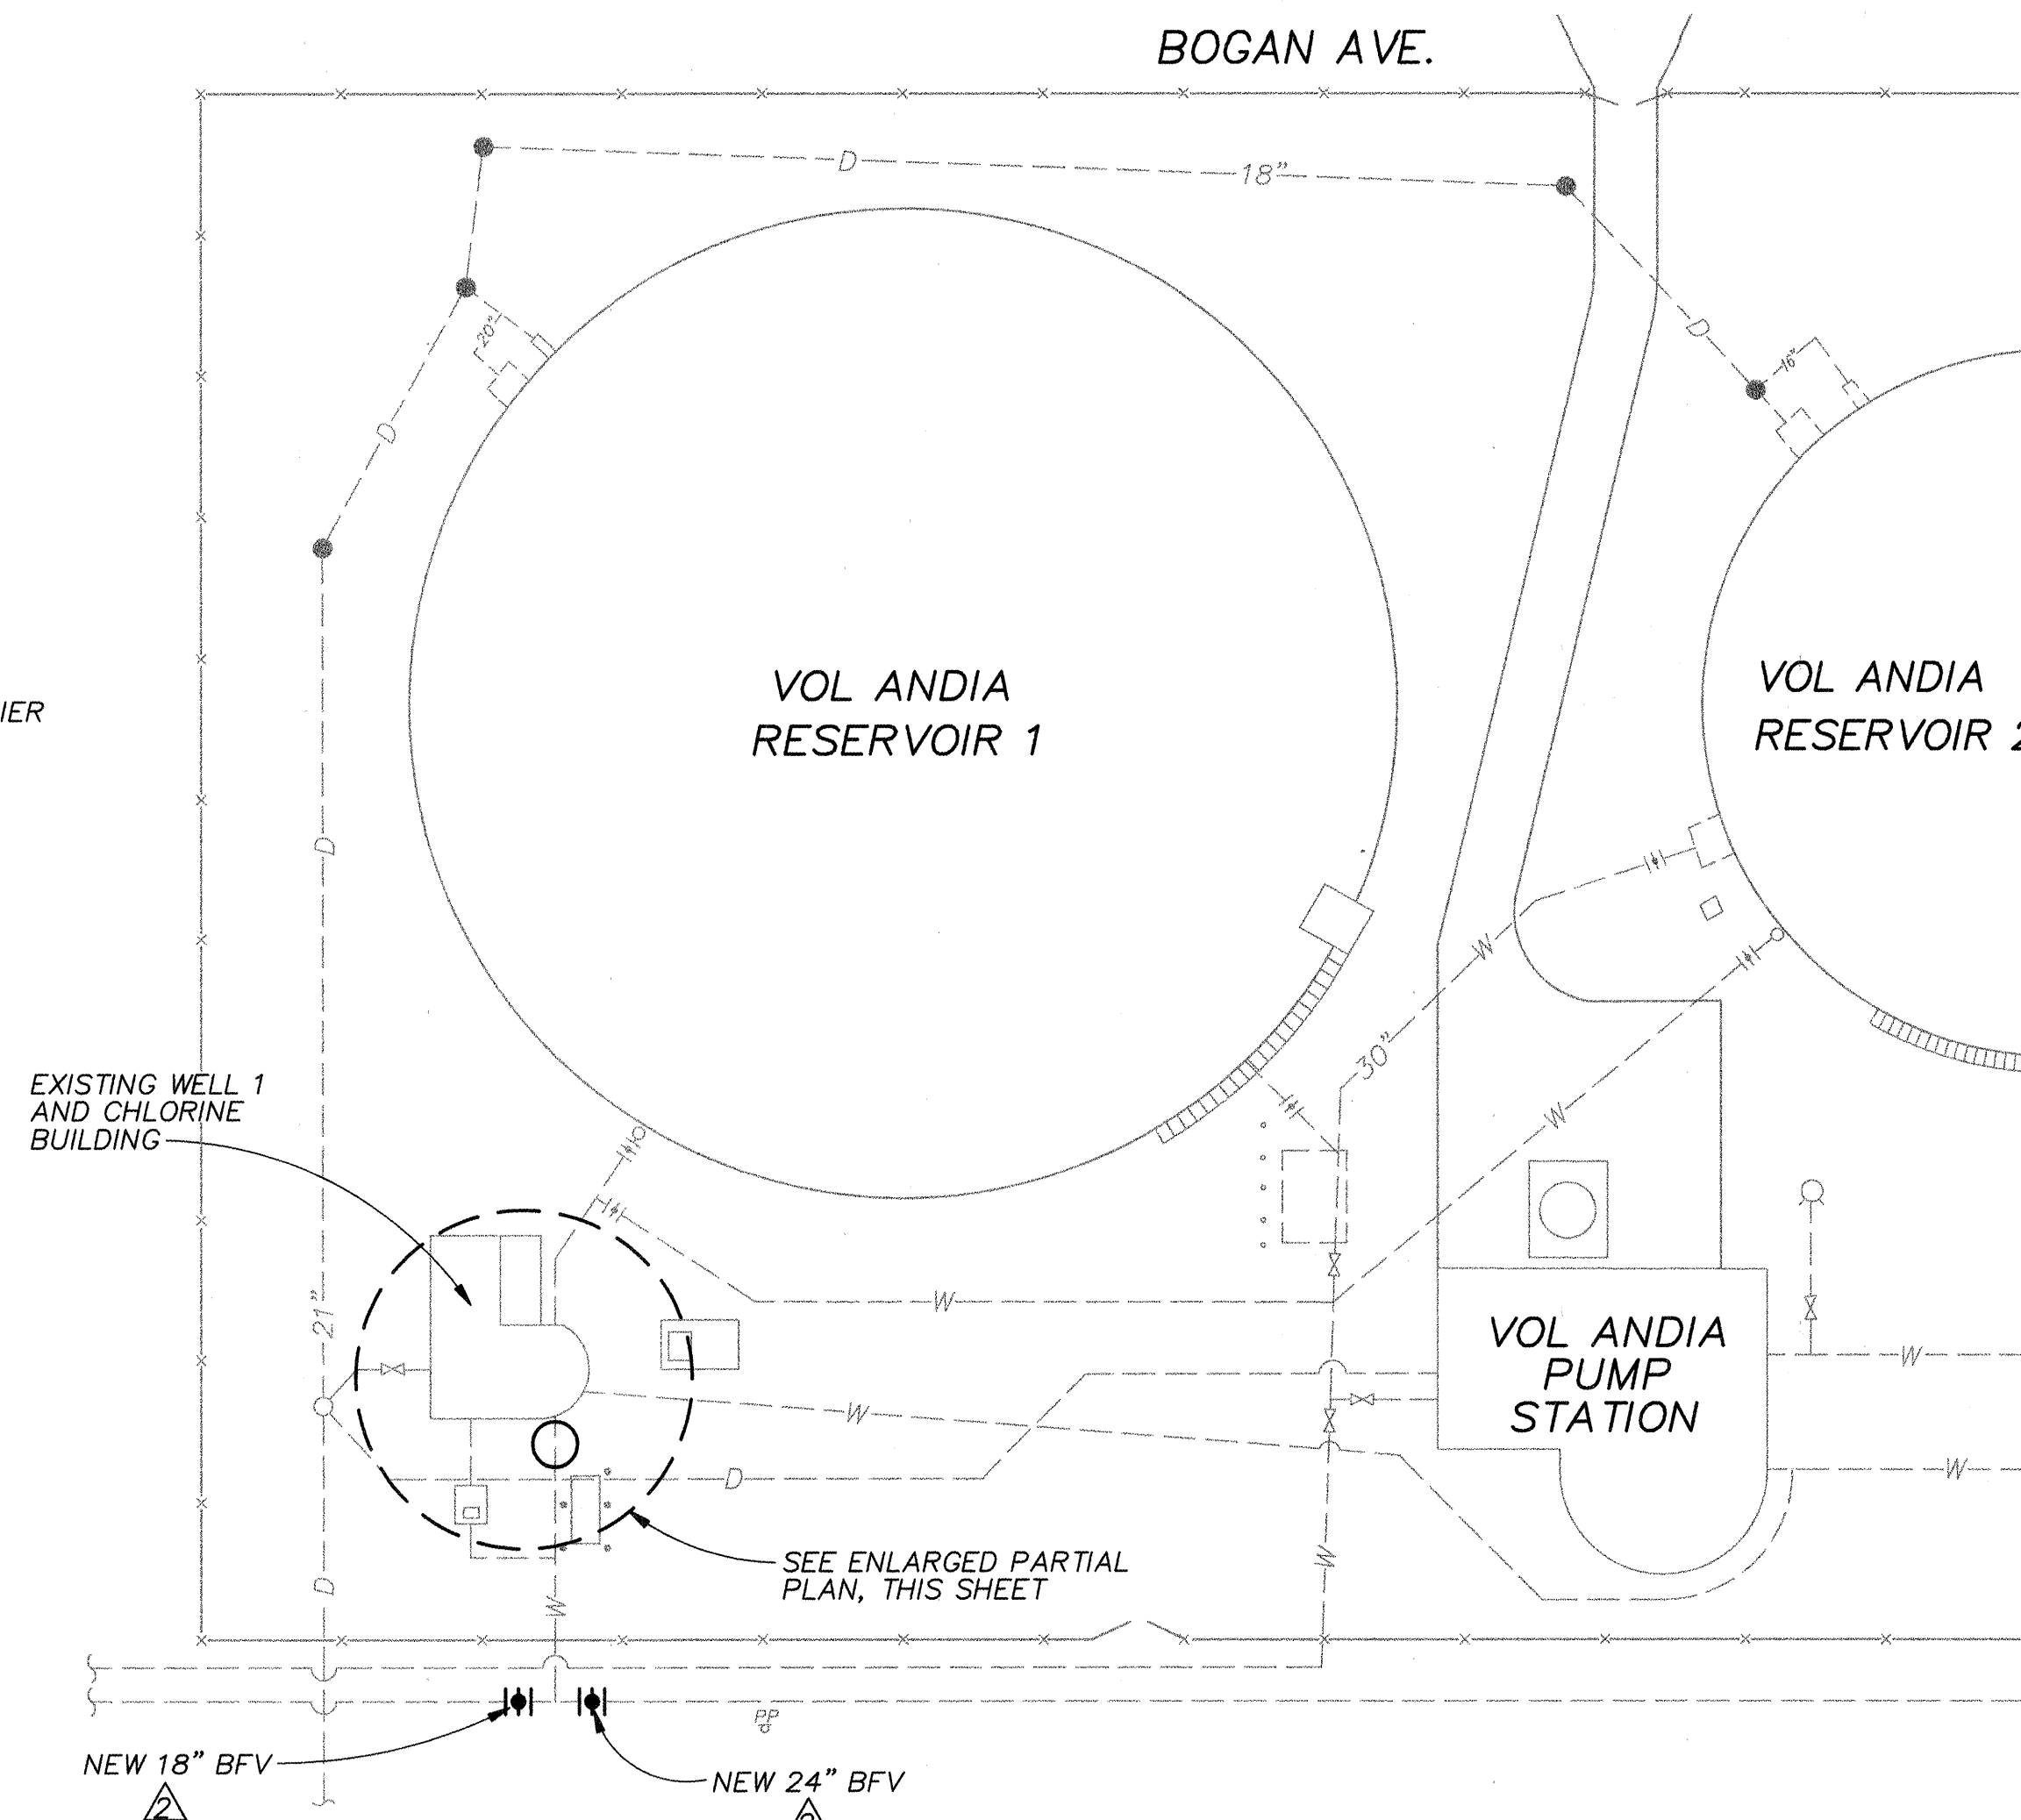 BOGAN AVE.
D
18"
20"
D
D
16"
VOL ANDIA
RESERVOIR 1
VOL ANDIA
RESERVOIR 2
IER
D
W
30"
W
EXISTING WELL 1
AND CHLORINE
BUILDING
21"
W
W
VOL ANDIA
PUMP
STATION
W
W
D
SEE ENLARGED PARTIAL
PLAN, THIS SHEET
D
W
W
PP
NEW 18" BFV
2
NEW 24" BFV